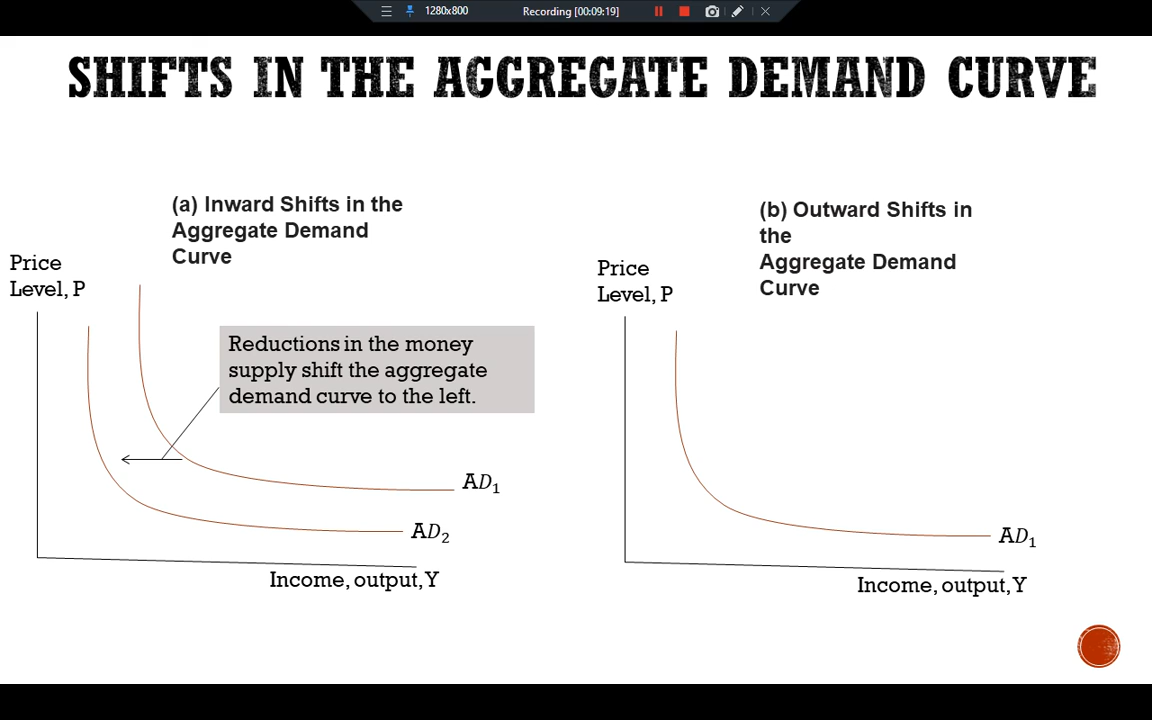 1280x800
Recording [00:09:19]
SHIFTS IN THE AGGREGATE DEMAND CURVE
(a) Inward Shifts in the
Aggregate Demand
Curve
Price
Level, P
Reductions in the money
supply shift the aggregate
demand curve to the left.
AD₁
AD₂
Income, output, Y
(b) Outward Shifts in
the
Aggregate Demand
Curve
Price
Level, P
AD₁
Income, output, Y